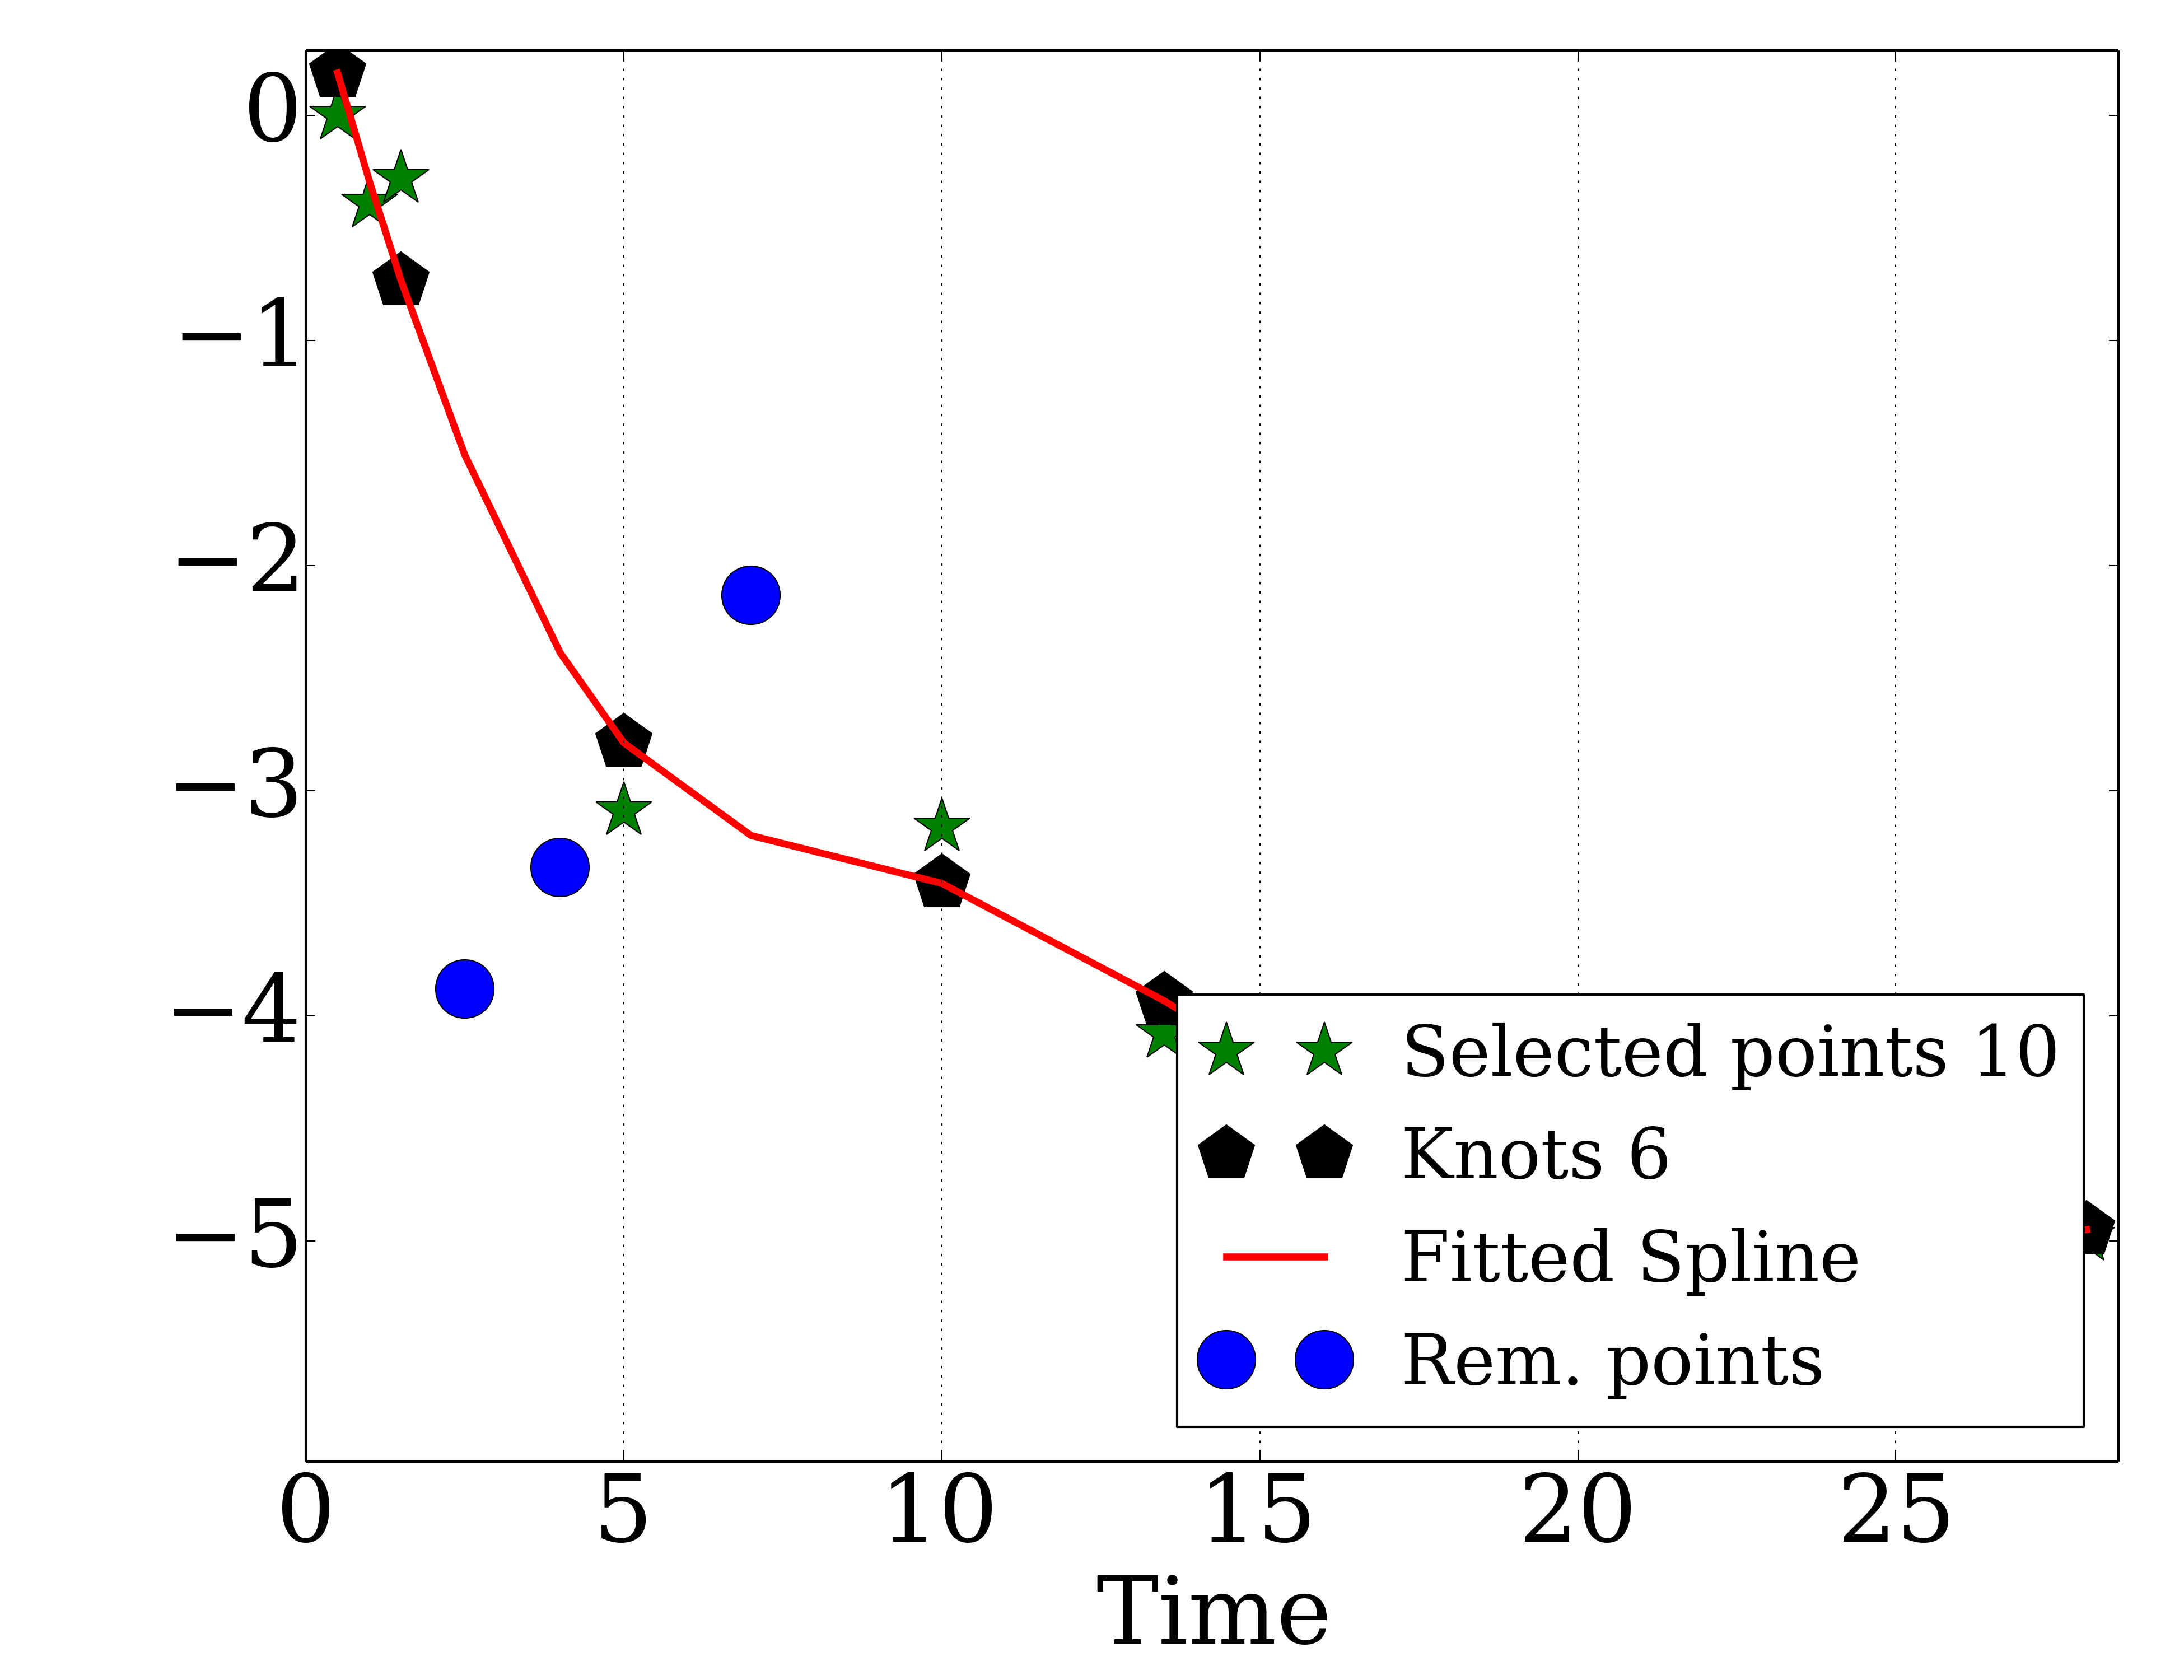 0
−1
−2
−3
−4
−5
Selected points 10
Knots 6
Fitted Spline
Rem. points
0 5 10 15 20 25
Time